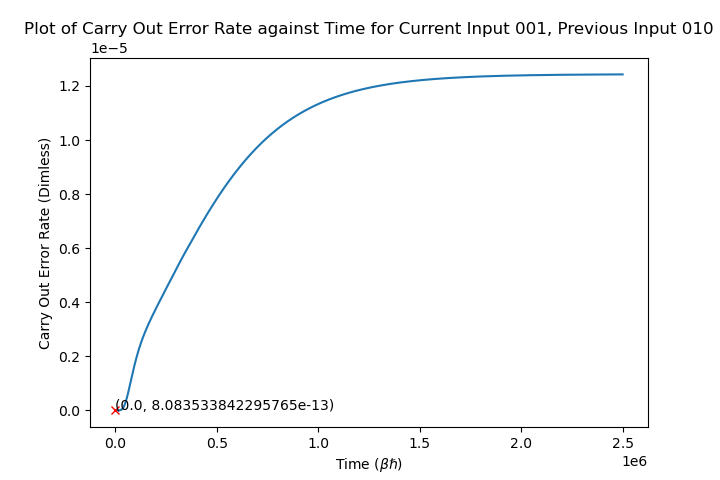 Plot of Carry Out Error Rate against Time for Current Input 001, Previous Input 010
1e−5
1.2
1.0
0.8
0.6
0.4
0.2
0.0
Carry Out Error Rate (Dimless)
(0.0, 8.083533842295765e-13)
0.0 0.5 1.0 1.5 2.0 2.5
1e6
Time (βℏ)